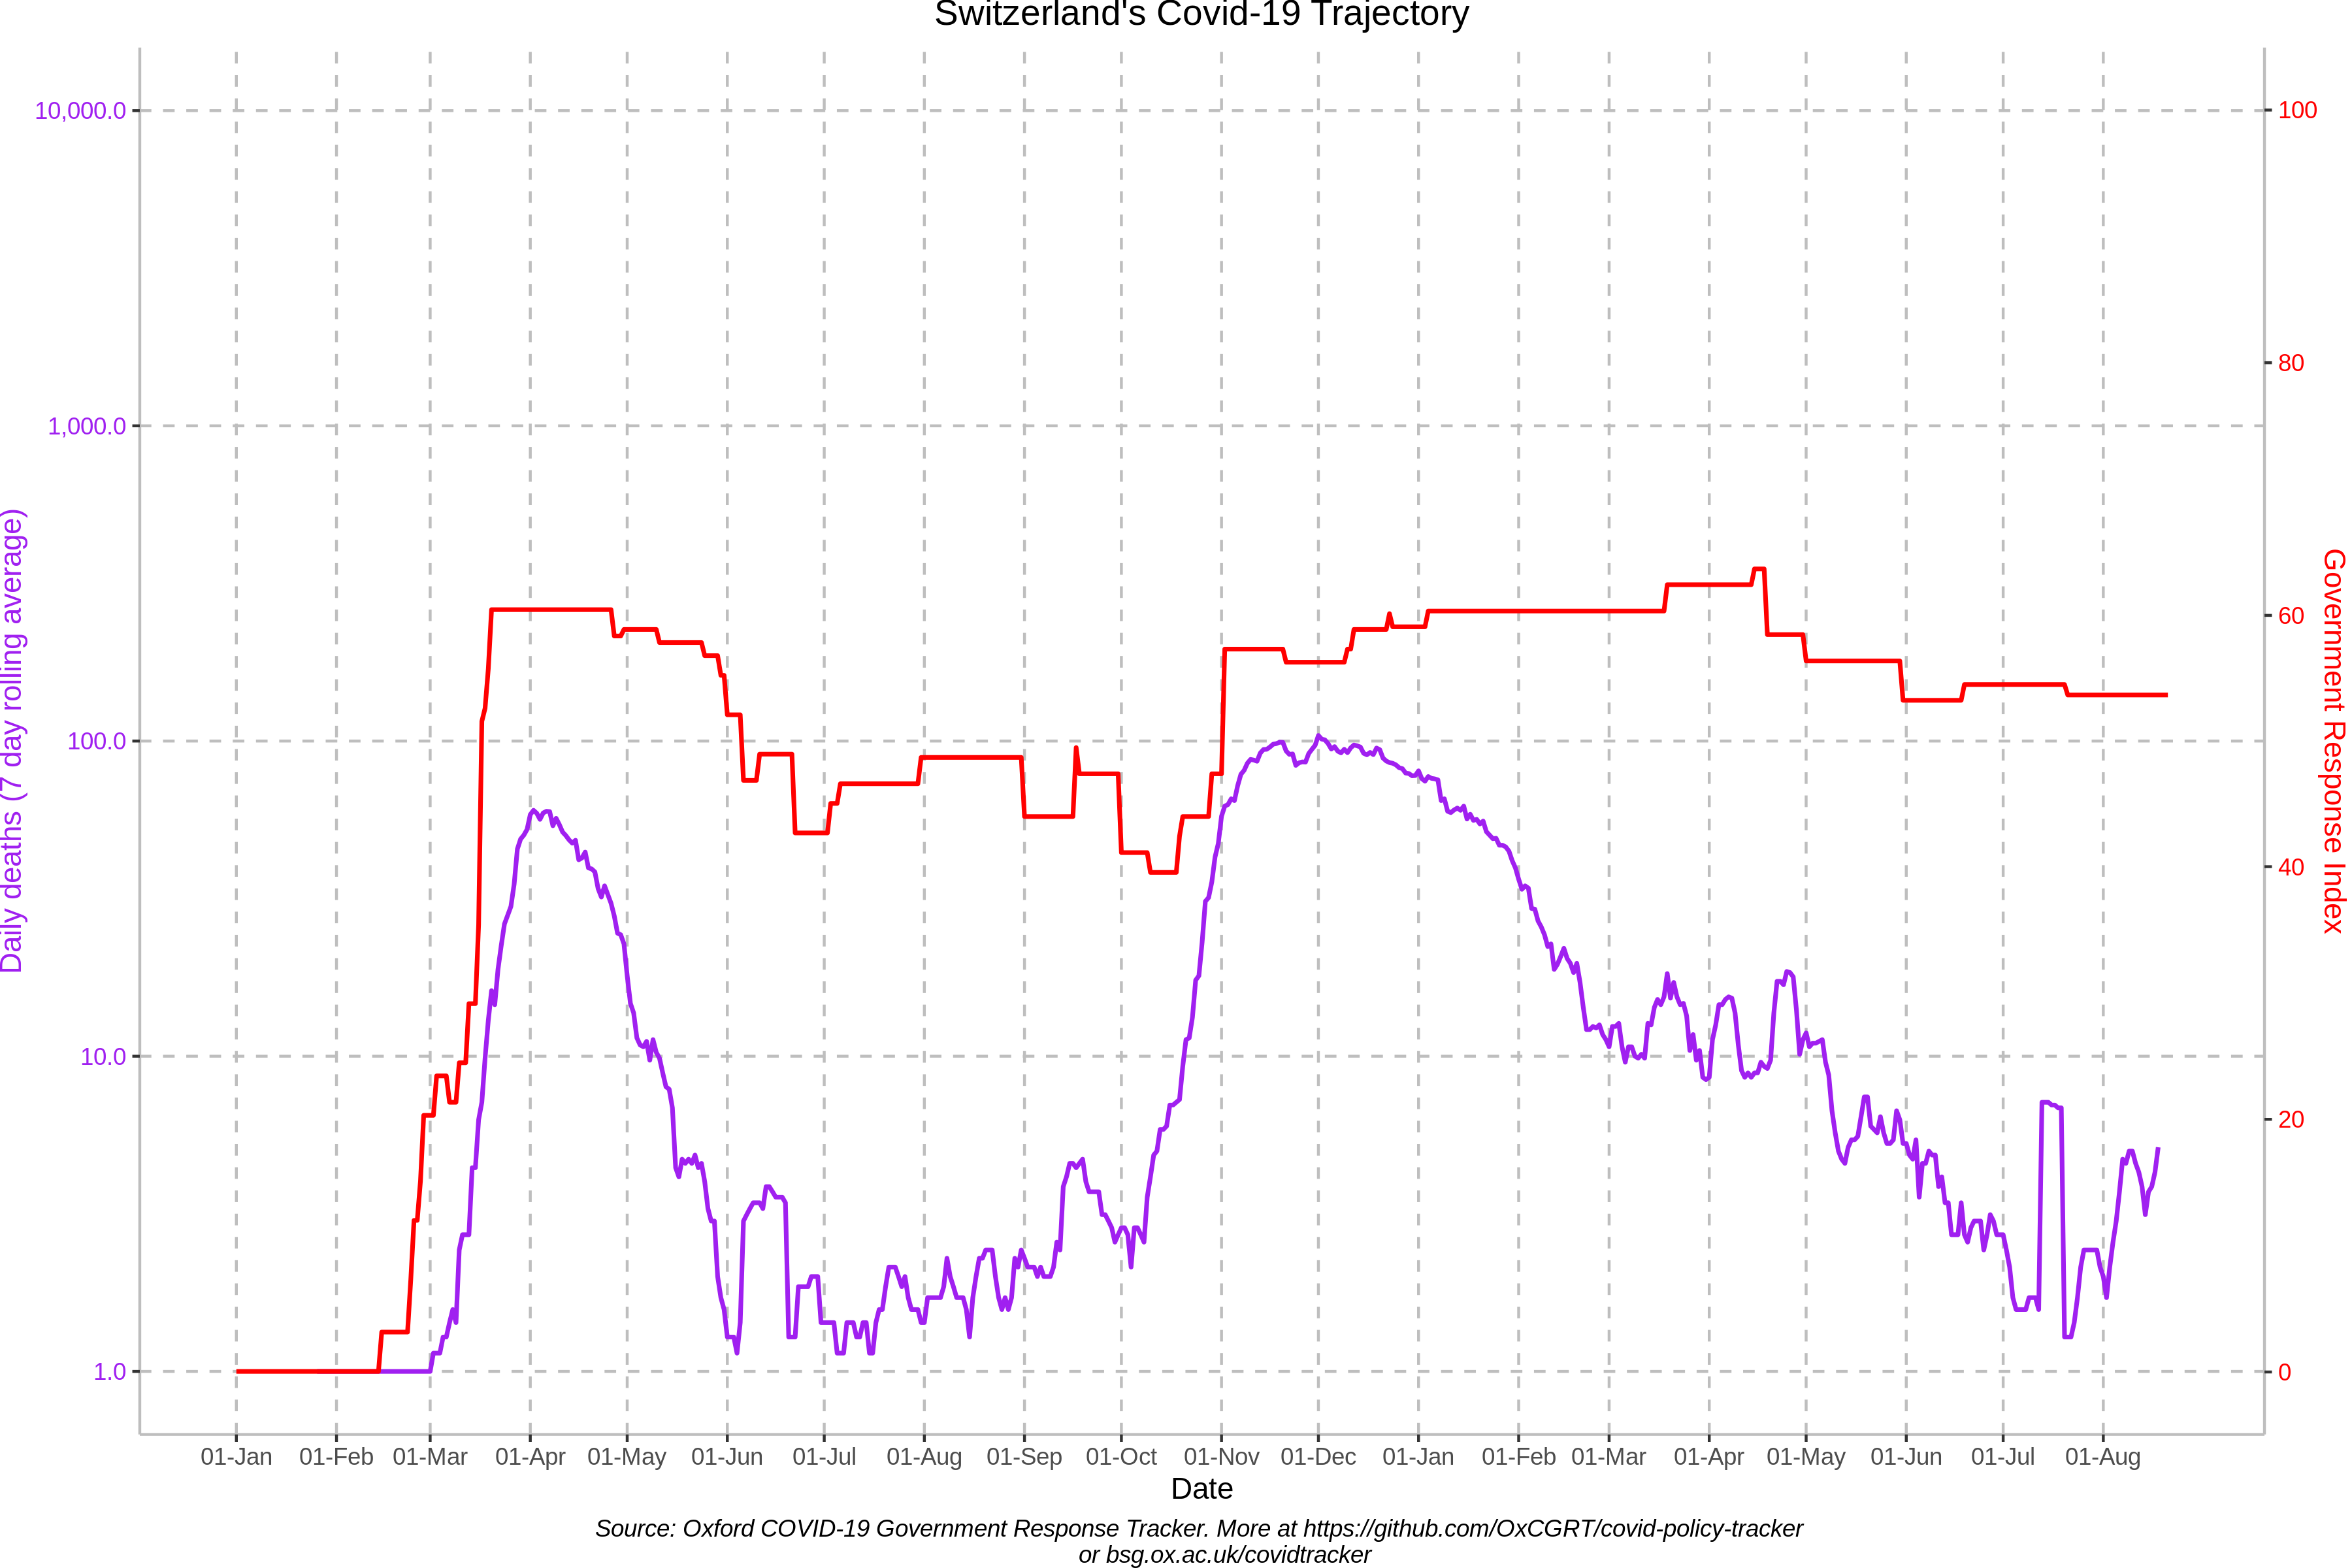 Switzerland's Covid-19 Trajectory
10,000.0
1,000.0
100.0
10.0
1.0
Daily deaths (7 day rolling average)
100
80
60
40
20
0
Government Response Index
01-Jan 01-Feb 01-Mar 01-Apr 01-May 01-Jun 01-Jul 01-Aug 01-Sep 01-Oct 01-Nov 01-Dec 01-Jan 01-Feb 01-Mar 01-Apr 01-May 01-Jun 01-Jul 01-Aug
Date
Source: Oxford COVID-19 Government Response Tracker. More at https://github.com/OxCGRT/covid-policy-tracker
or bsg.ox.ac.uk/covidtracker